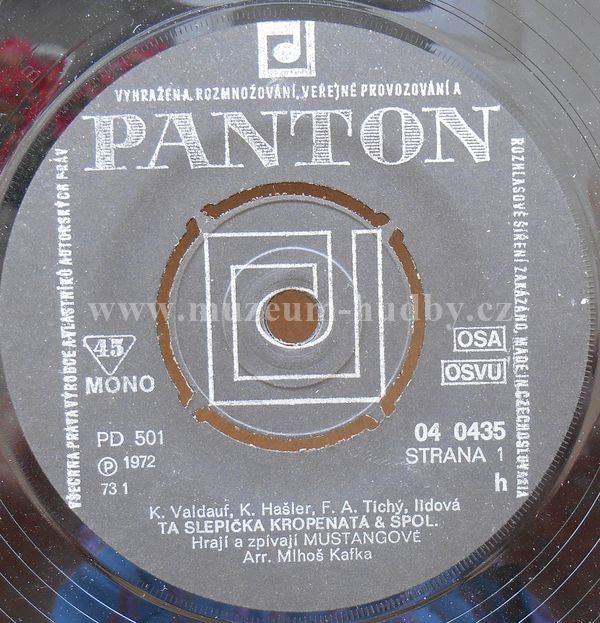 VYHRAŽENA. ROZMNOŽOVÁNÍ, VEŘEJNÉ PROVOZOVÁNÍ A
PANTON
VŠECHNA PRÁVA VÝROBCE A VLASTNÍKŮ AUTORSKÝCH PRÁV
ROZHLASOVÉ ŠÍŘENÍ ZAKÁZÁNO. MADE IN CZECHOSLOVAKIA
www.muzeum-hudby.cz
45
MONO
OSA
OSVU
PD 501
04 0435
Ⓟ 1972
STRANA 1
73 1
h
K. Valdauf, K. Hašler, F. A. Tichý, lidová
TA SLEPIČKA KROPENATÁ & SPOL.
Hrají a zpívají MUSTANGOVÉ
Arr. Miloš Kafka